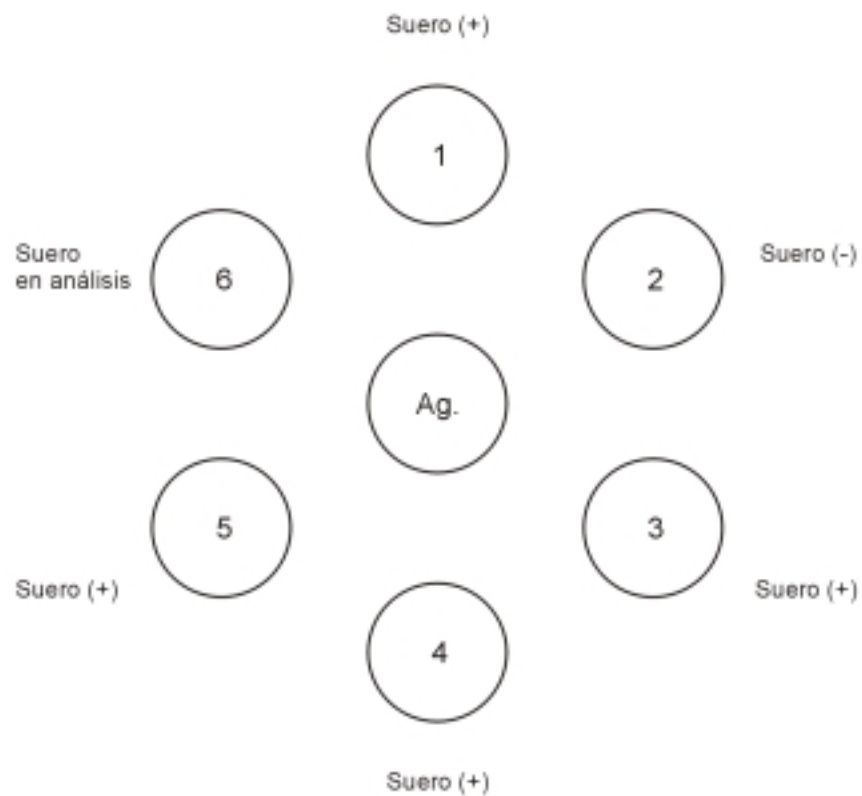 Suero (+)
1
Suero
en análisis
6
2
Suero (-)
Ag.
5
3
Suero (+)
Suero (+)
4
Suero (+)